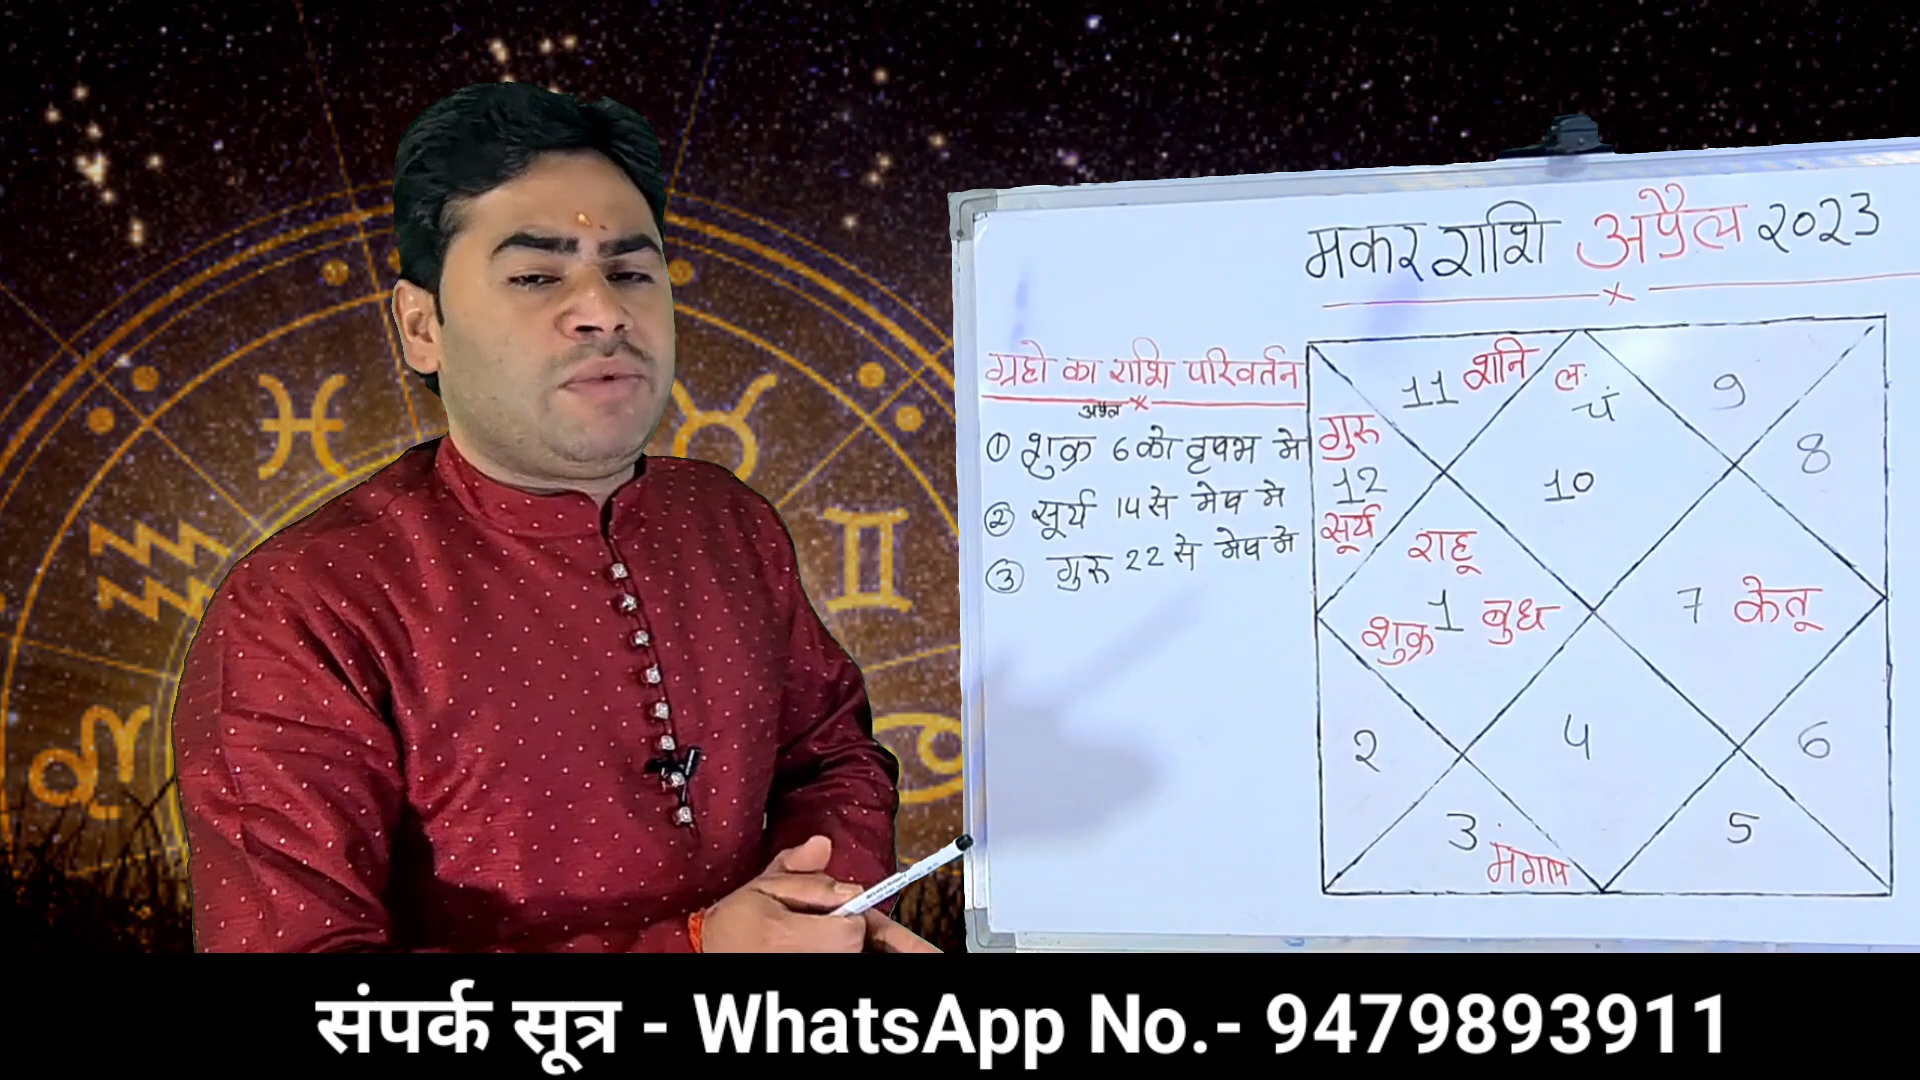 मकर राशि अप्रैल २०२3
ग्रहो का राशि परिवर्तन
अप्रैल
① शुक्र 6 को वृषभ मे
② सूर्य 14 से मेष मे
③ गुरु 22 से मेष मे
11 शनि
ल. चं
10
9
8
गुरु
12
सूर्य
राहू
शुक्र 1 बुध
7 केतू
2
4
6
3
मंगल
5
संपर्क सूत्र - WhatsApp No.- 9479893911